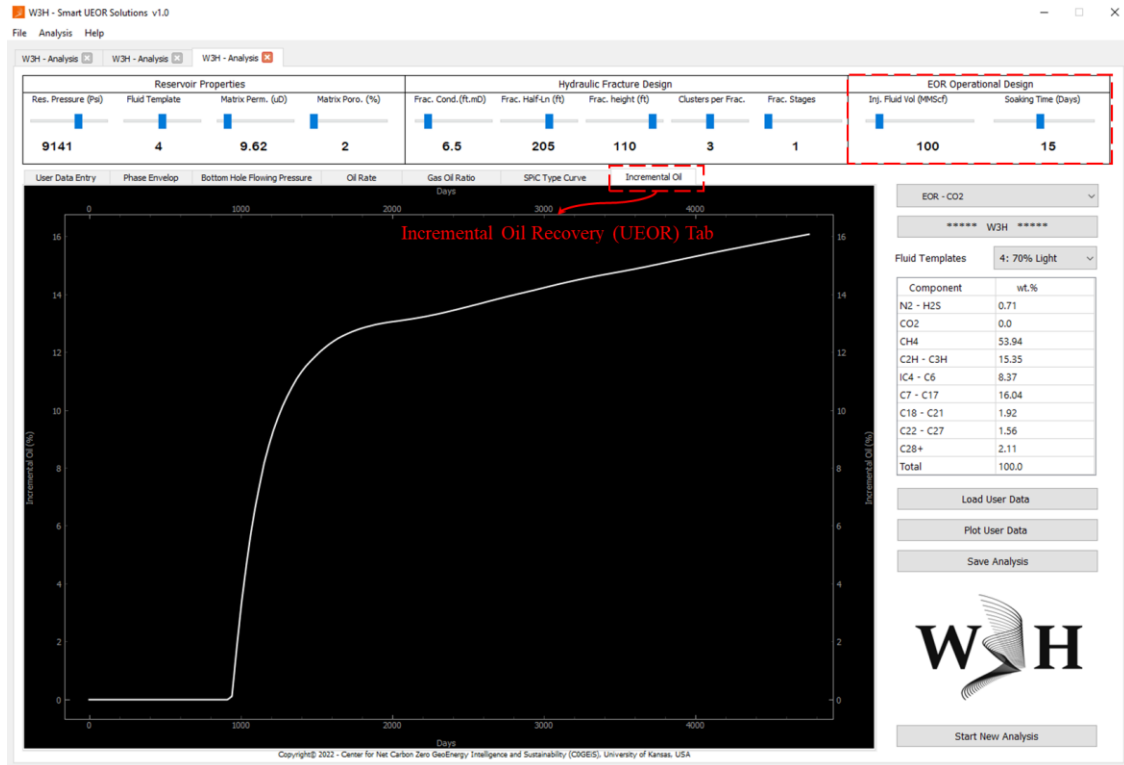 W3H - Smart UEOR Solutions v1.0
File Analysis Help
W3H - Analysis W3H - Analysis W3H - Analysis
Reservoir Properties Hydraulic Fracture Design EOR Operational Design
Res. Pressure (Psi) Fluid Template Matrix Perm. (uD) Matrix Poro. (%) Frac. Cond.(ft.mD) Frac. Half-Ln (ft) Frac. height (ft) Clusters per Frac. Frac. Stages Inj. Fluid Vol (MMScf) Soaking Time (Days)
9141 4 9.62 2 6.5 205 110 3 1 100 15
User Data Entry Phase Envelop Bottom Hole Flowing Pressure Oil Rate Gas Oil Ratio SPiC Type Curve Incremental Oil
Days
0 1000 2000 3000 4000
Incremental Oil Recovery (UEOR) Tab
16 16
14 14
12 12
10 10
8 8
6 6
4 4
2 2
0 0
Incremental Oil (%)
Incremental Oil (%)
0 1000 2000 3000 4000
Days
EOR - CO2
***** W3H *****
Fluid Templates 4: 70% Light
Component wt.%
N2 - H2S 0.71
CO2 0.0
CH4 53.94
C2H - C3H 15.35
IC4 - C6 8.37
C7 - C17 16.04
C18 - C21 1.92
C22 - C27 1.56
C28+ 2.11
Total 100.0
Load User Data
Plot User Data
Save Analysis
W3H
Start New Analysis
Copyright© 2022 - Center for Net Carbon Zero GeoEnergy Intelligence and Sustainability (C0GEiS), University of Kansas, USA